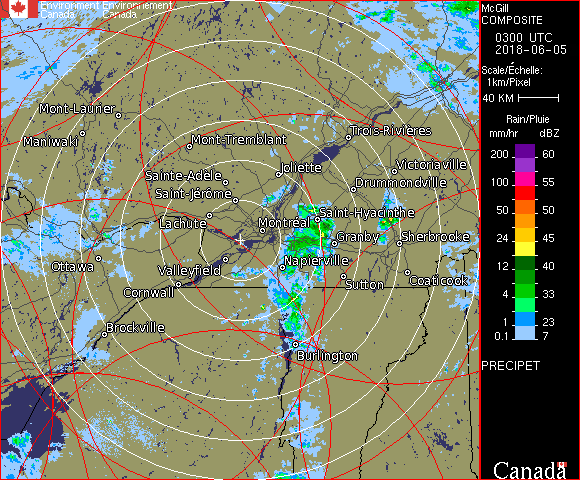 Environment Environnement
Canada Canada
McGill
COMPOSITE
0300 UTC
2018-06-05
Scale/Échelle:
1km/Pixel
40 KM
Rain/Pluie
mm/hr dBZ
200 60
100 55
50 50
24 45
12 40
4 33
1 23
0.1 7
PRECIPET
Canada
Mont-Laurier
Maniwaki
Mont-Tremblant
Trois-Rivières
Sainte-Adèle
Joliette
Victoriaville
Saint-Jérôme
Drummondville
Lachute
Montréal
Saint-Hyacinthe
Granby
Sherbrooke
Ottawa
Valleyfield
Napierville
Cornwall
Sutton
Coaticook
Brockville
Burlington